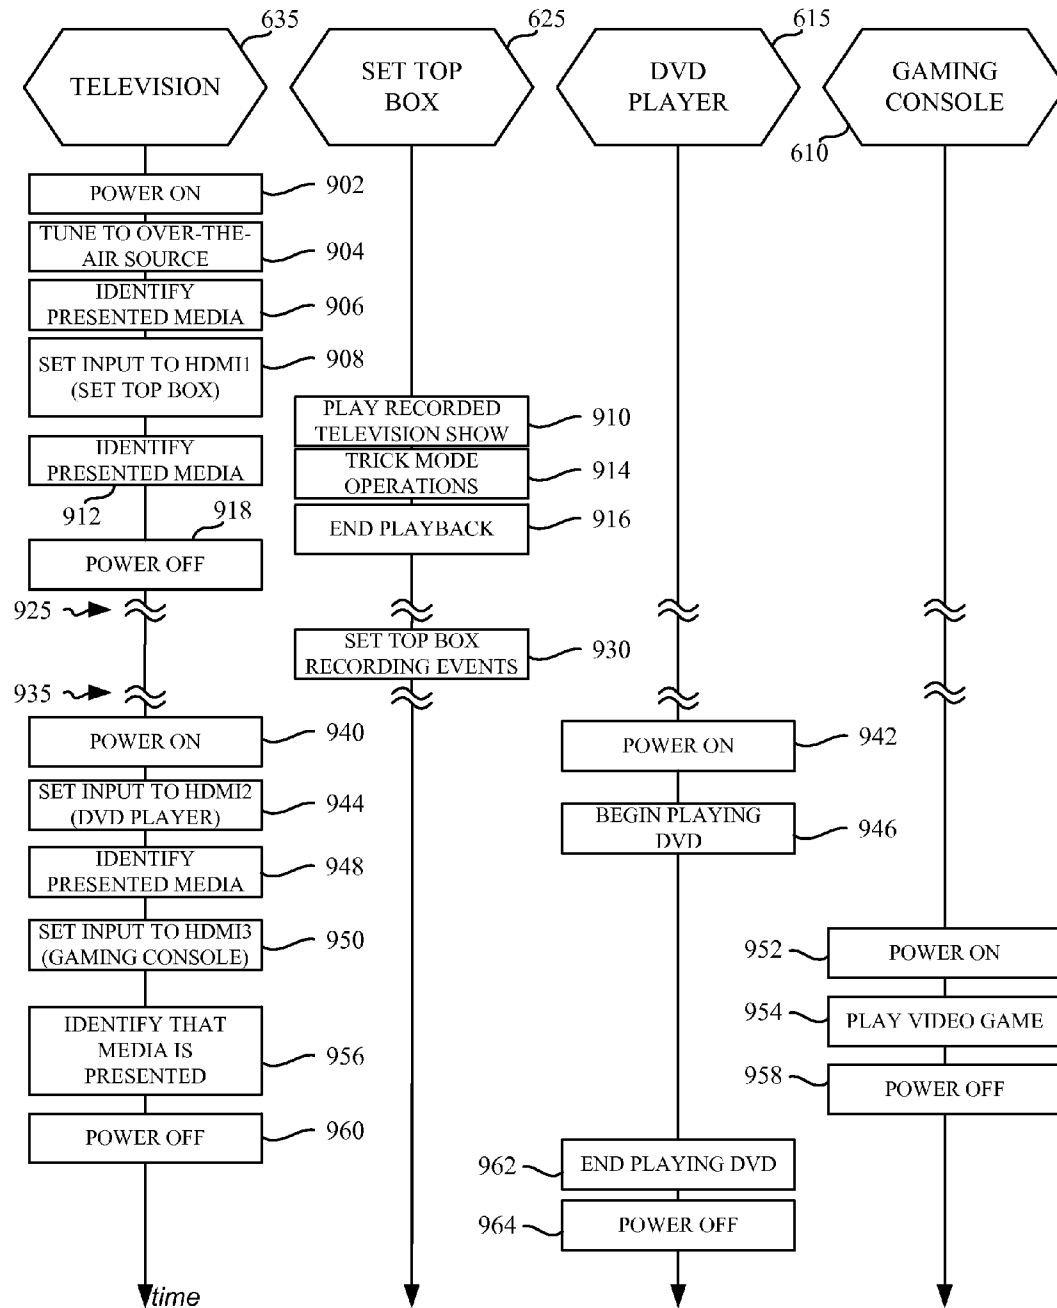 635
625
615
TELEVISION
SET TOP
BOX
DVD
PLAYER
GAMING
CONSOLE
610
POWER ON
902
TUNE TO OVER-THE-
AIR SOURCE
904
IDENTIFY
PRESENTED MEDIA
906
SET INPUT TO HDMI1
(SET TOP BOX)
908
PLAY RECORDED
TELEVISION SHOW
910
IDENTIFY
PRESENTED MEDIA
912
TRICK MODE
OPERATIONS
914
918
END PLAYBACK
916
POWER OFF
925
SET TOP BOX
RECORDING EVENTS
930
935
POWER ON
940
POWER ON
942
SET INPUT TO HDMI2
(DVD PLAYER)
944
BEGIN PLAYING
DVD
946
IDENTIFY
PRESENTED MEDIA
948
SET INPUT TO HDMI3
(GAMING CONSOLE)
950
952
POWER ON
954
PLAY VIDEO GAME
IDENTIFY THAT
MEDIA IS
PRESENTED
956
958
POWER OFF
POWER OFF
960
962
END PLAYING DVD
964
POWER OFF
time